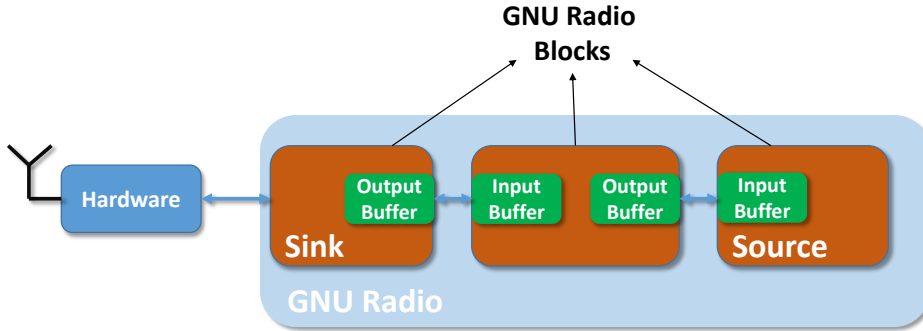 GNU Radio
Blocks
Hardware
Output
Buffer
Input
Buffer
Output
Buffer
Input
Buffer
Sink
Source
GNU Radio